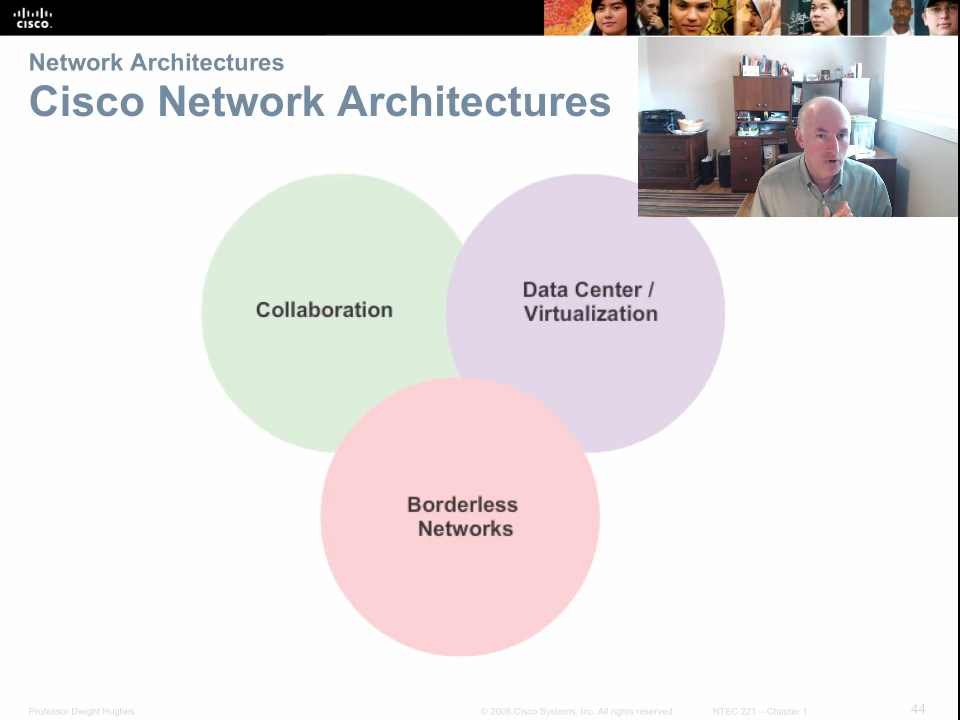 CISCO
Network Architectures
Cisco Network Architectures
Collaboration
Data Center /
Virtualization
Borderless
Networks
Professor Dwight Hughes
© 2008 Cisco Systems, Inc. All rights reserved.
NTEC 221 – Chapter 1
44